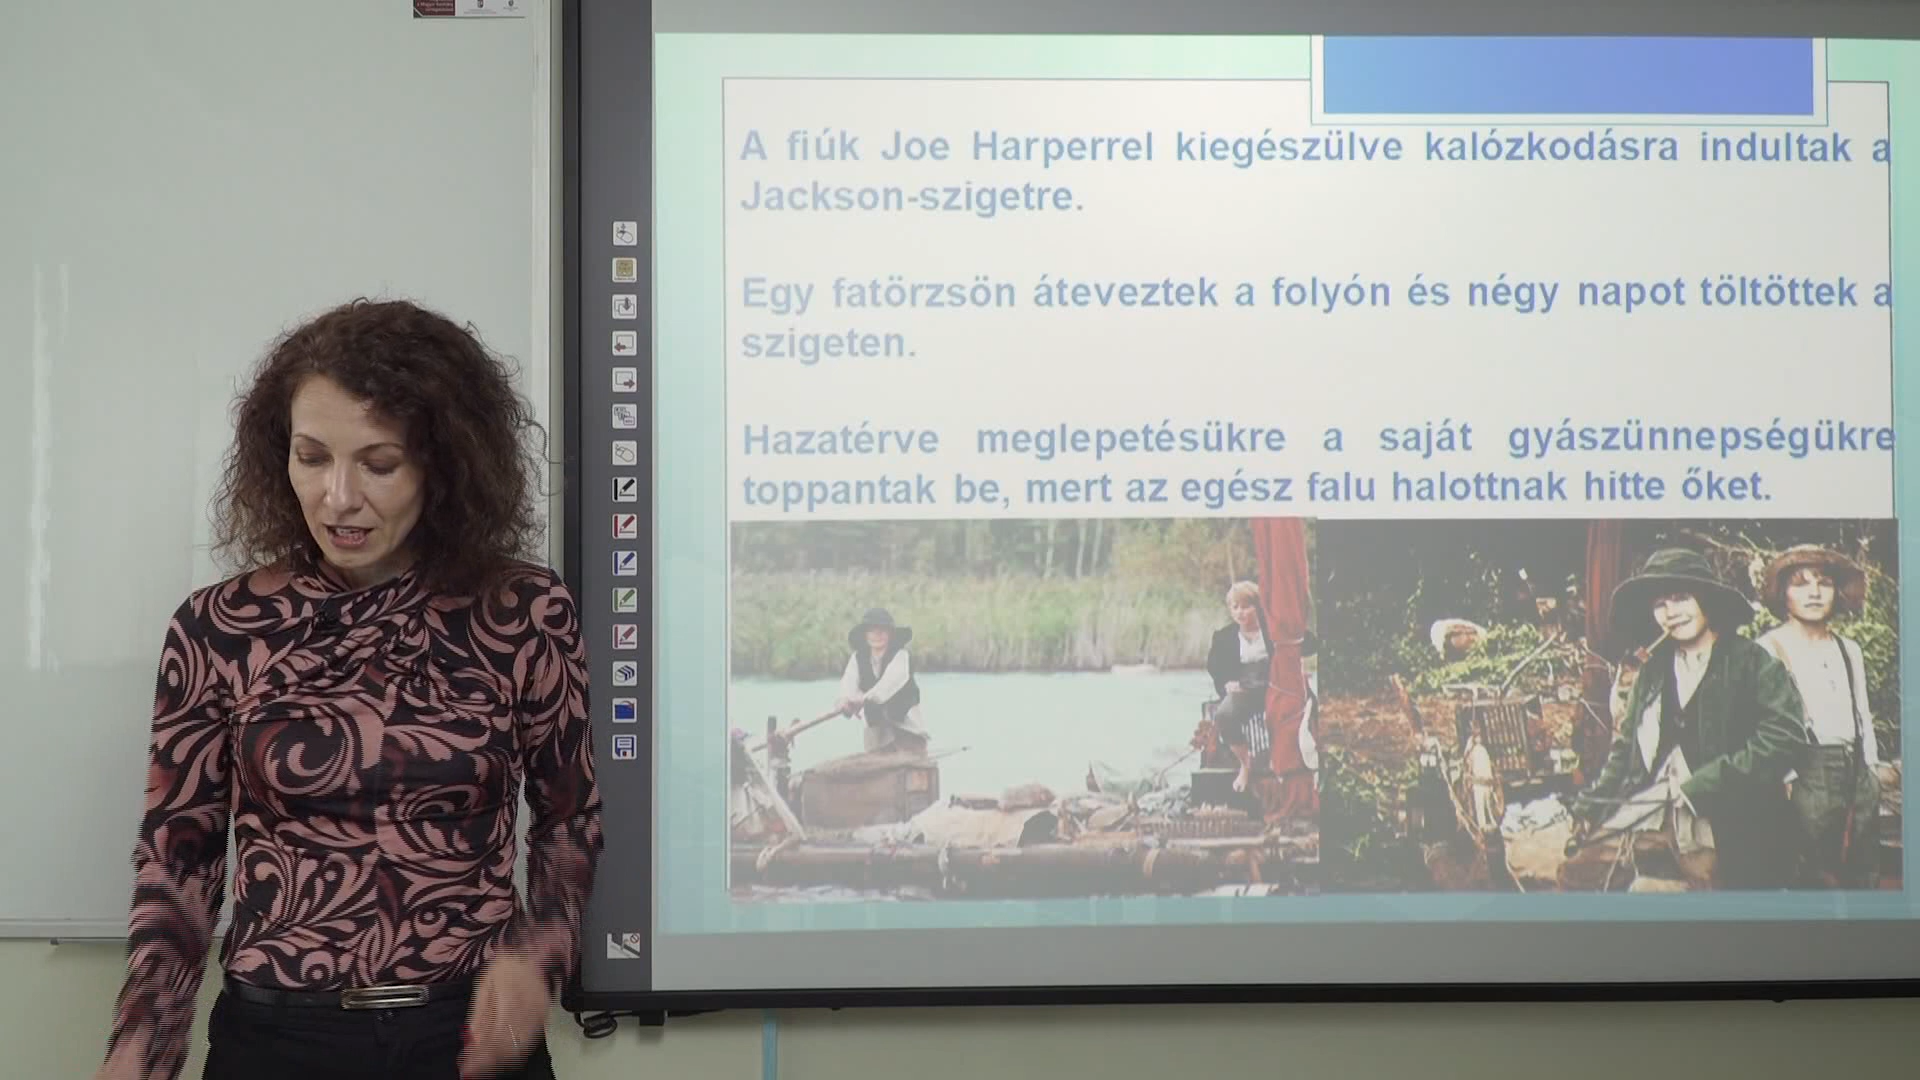 A fiúk Joe Harperrel kiegészülve kalózkodásra indultak a
Jackson-szigetre.
Egy fatörzsön áteveztek a folyón és négy napot töltöttek a
szigeten.
Hazatérve meglepetésükre a saját gyászünnepségükre
toppantak be, mert az egész falu halottnak hitte őket.